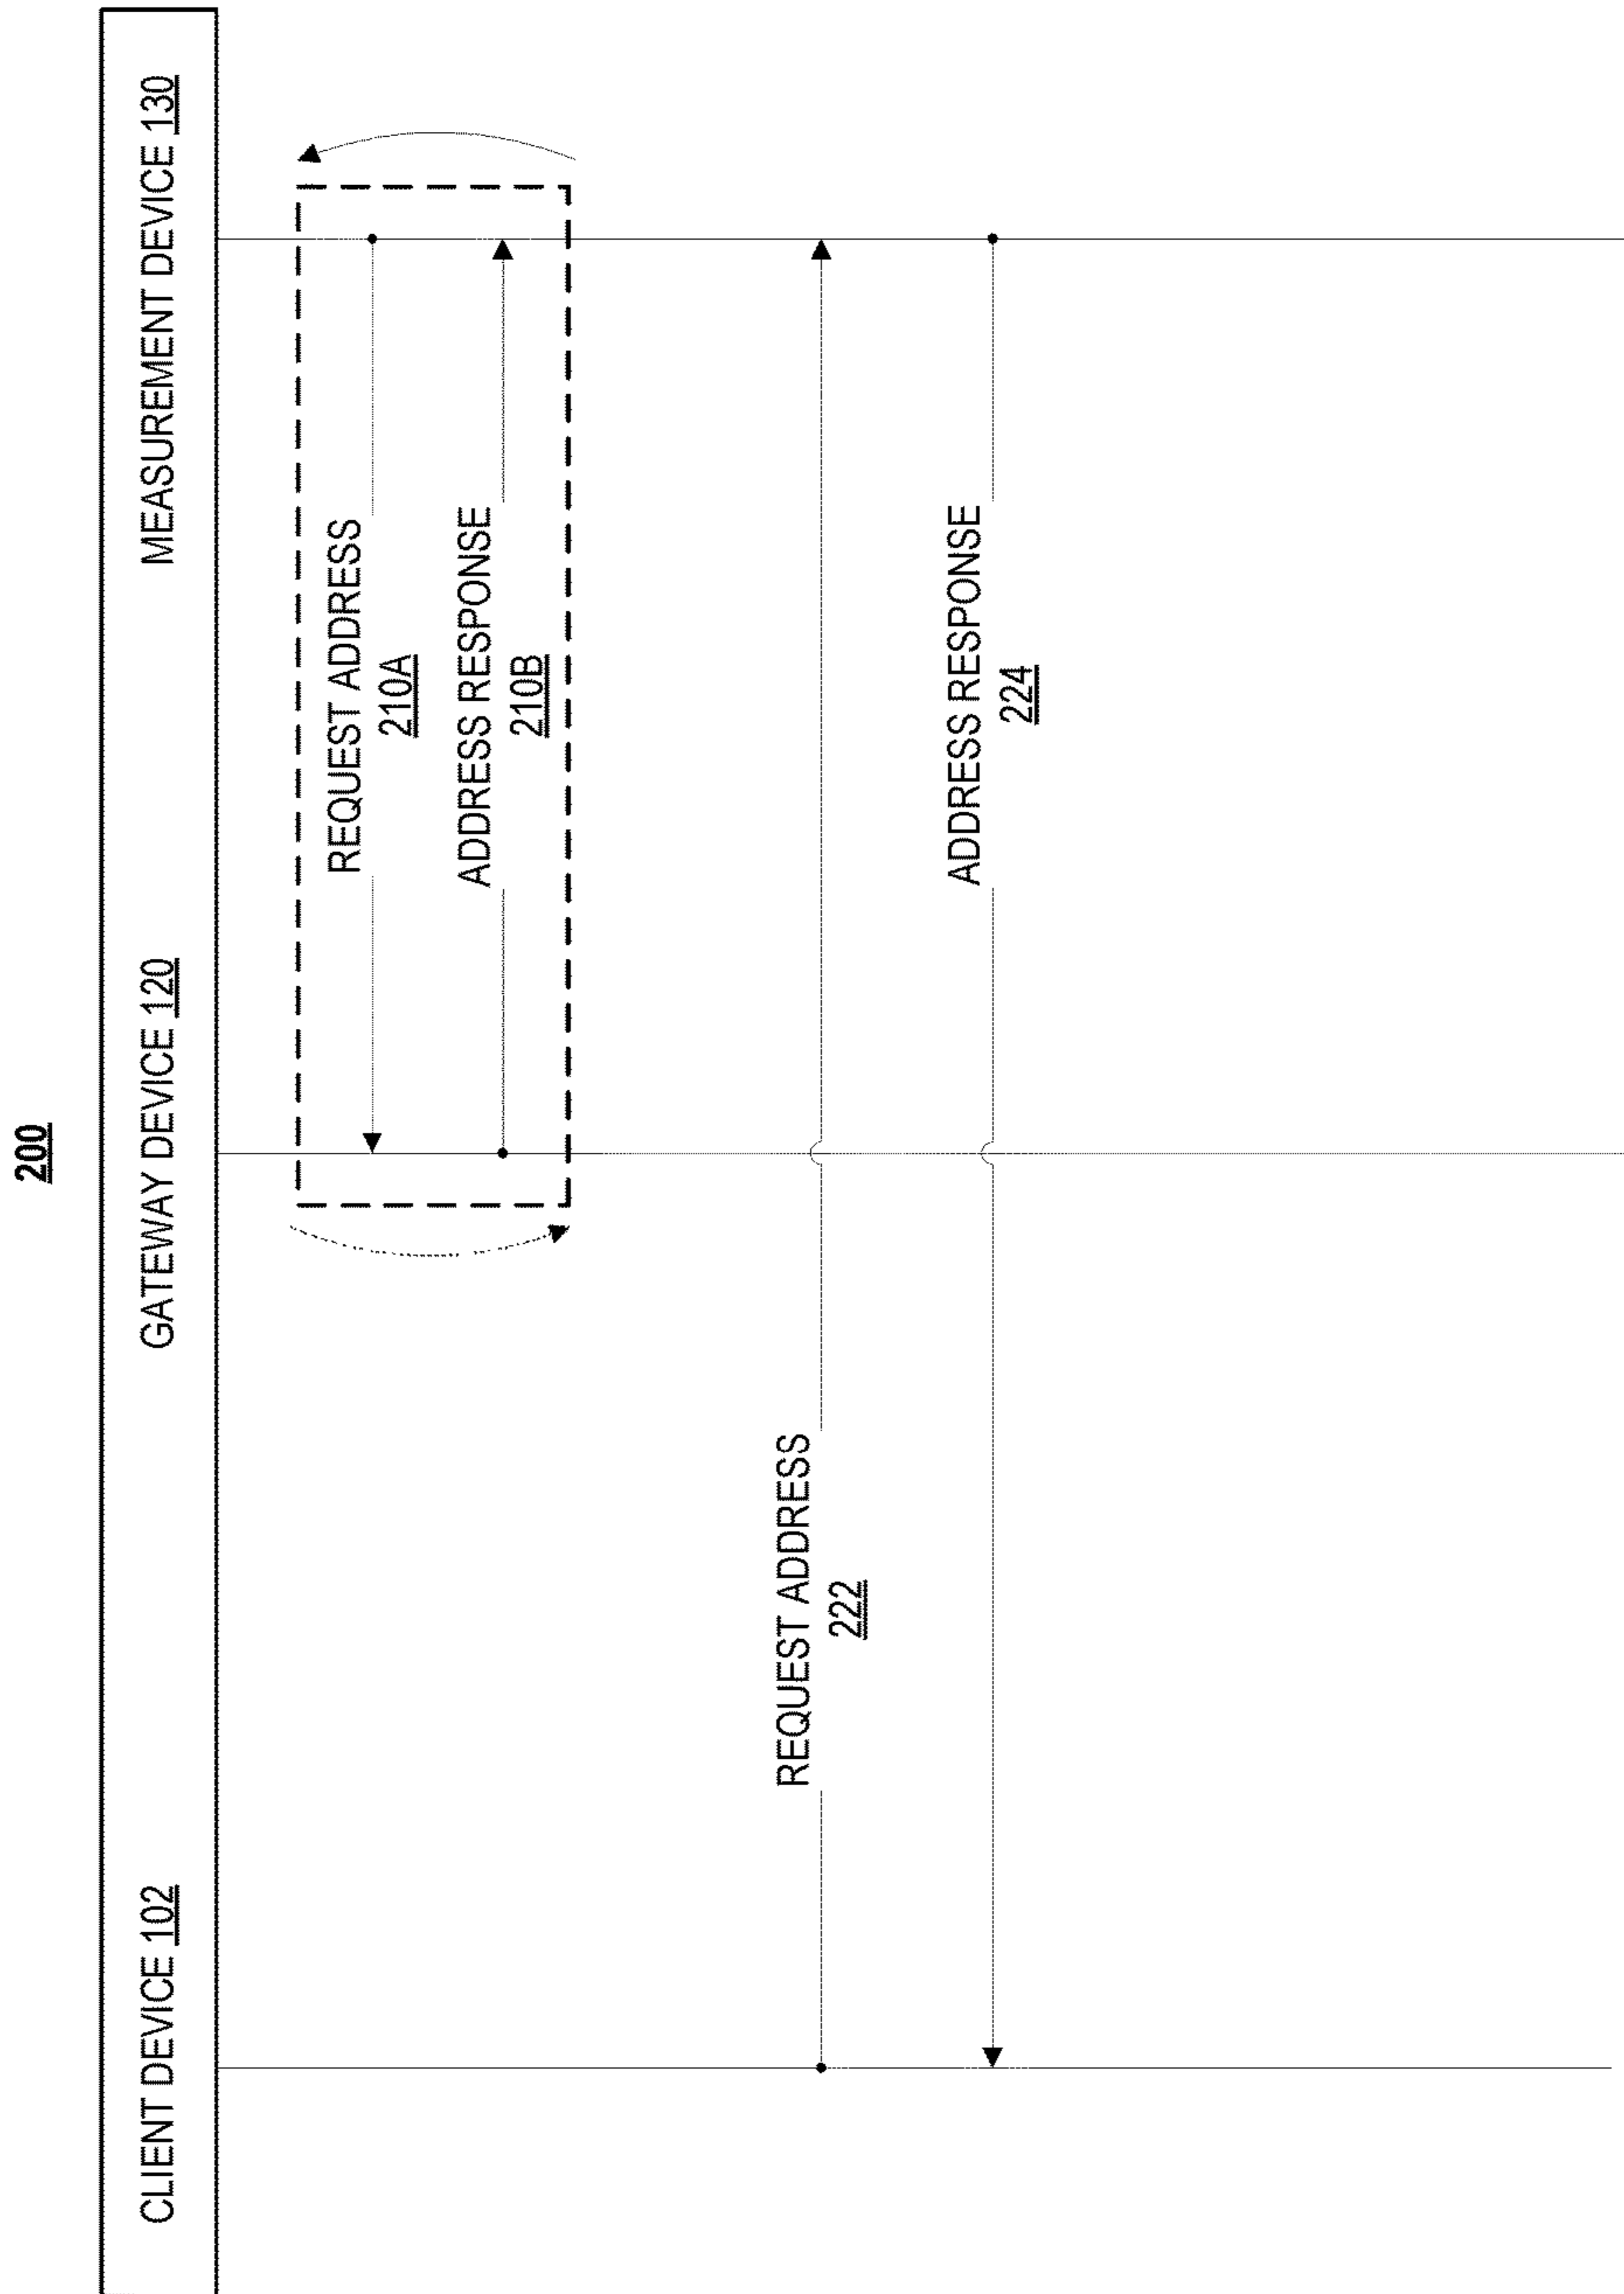 200
CLIENT DEVICE 102
GATEWAY DEVICE 120
MEASUREMENT DEVICE 130
REQUEST ADDRESS
210A
ADDRESS RESPONSE
210B
REQUEST ADDRESS
222
ADDRESS RESPONSE
224